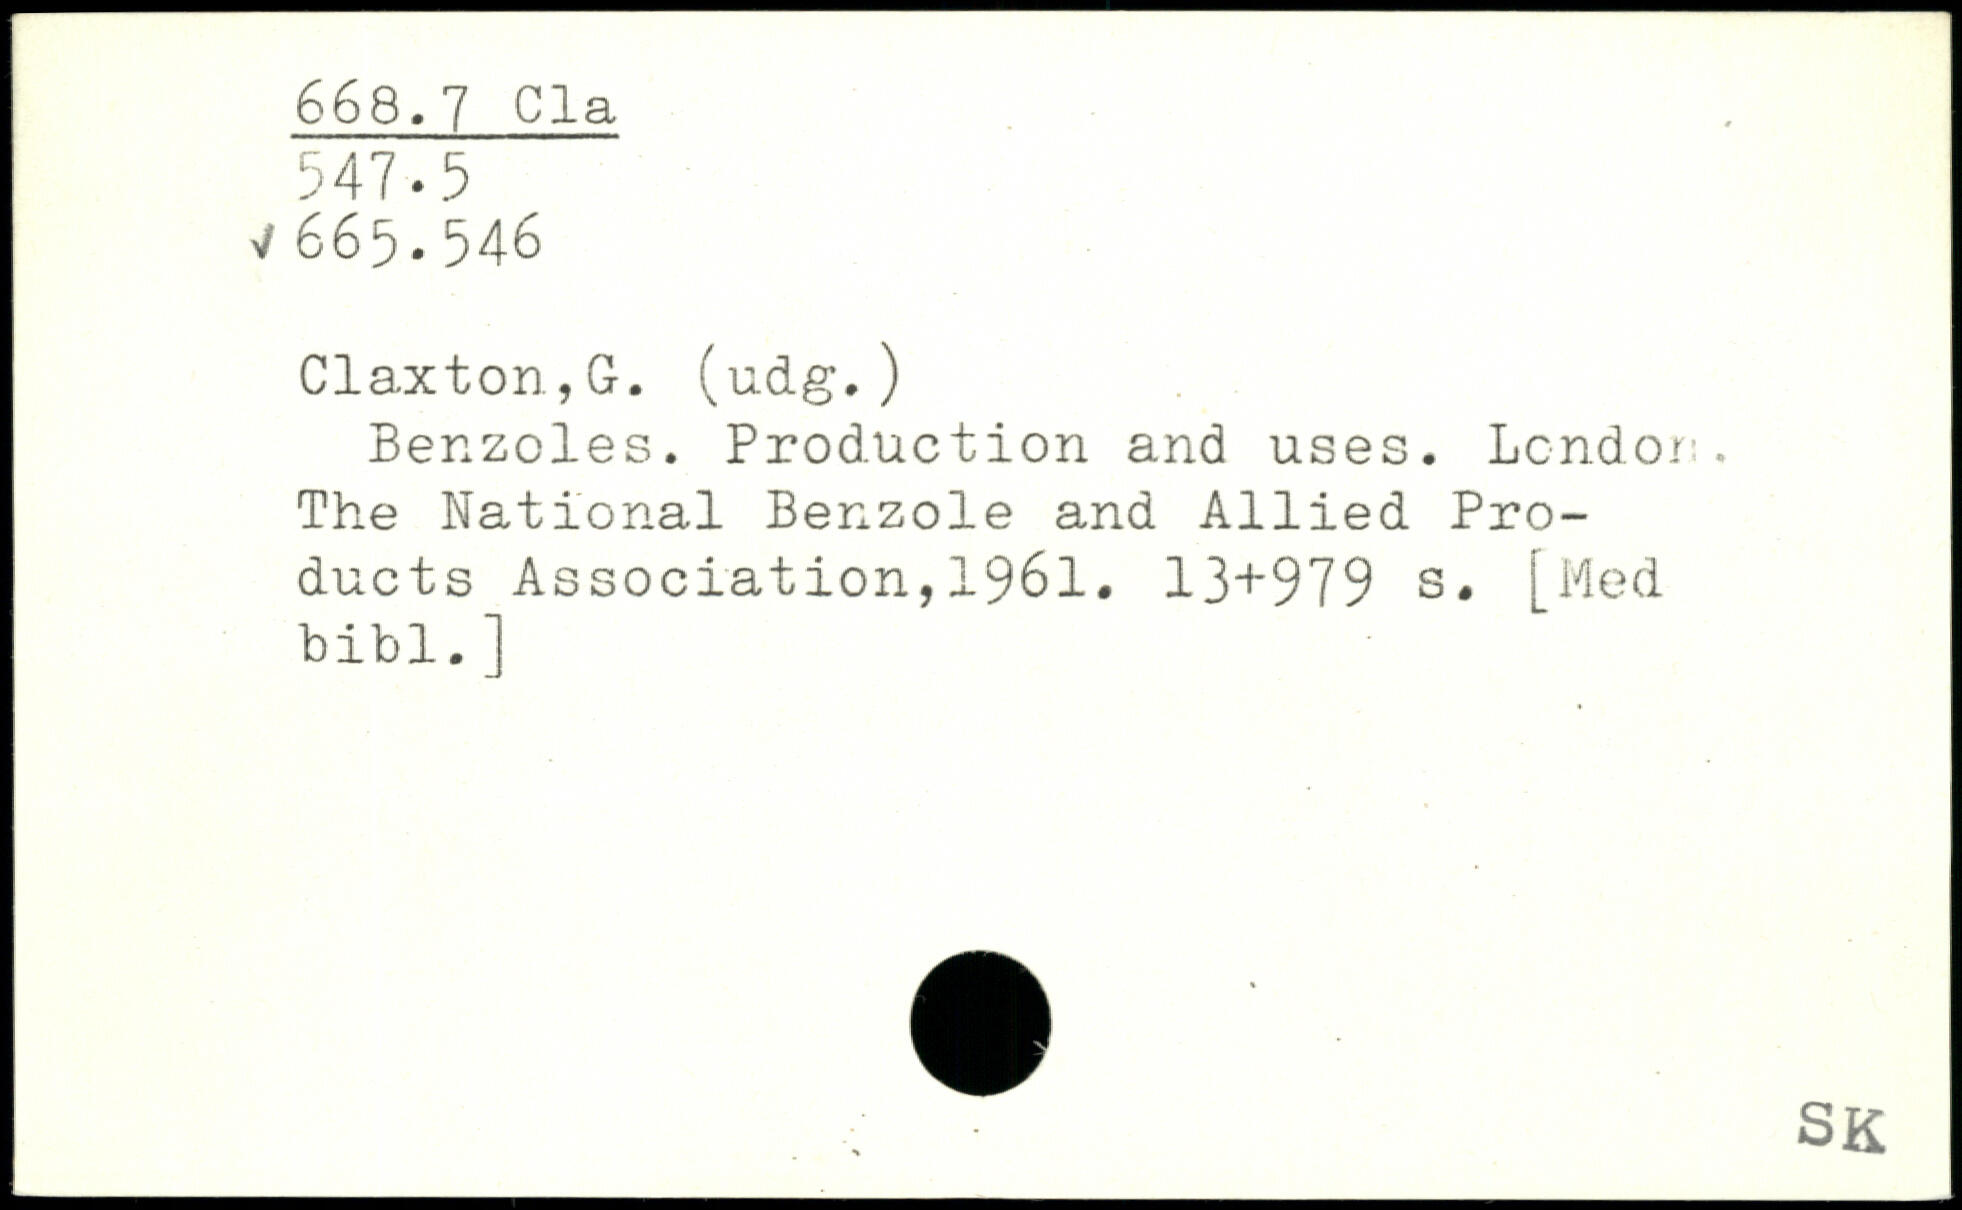 668.7 Cla
547.5
✓ 665.546
Claxton,G. (udg.)
Benzoles. Production and uses. London.
The National Benzole and Allied Pro-
ducts Association,1961. 13+979 s. [Med
bibl.]
SK